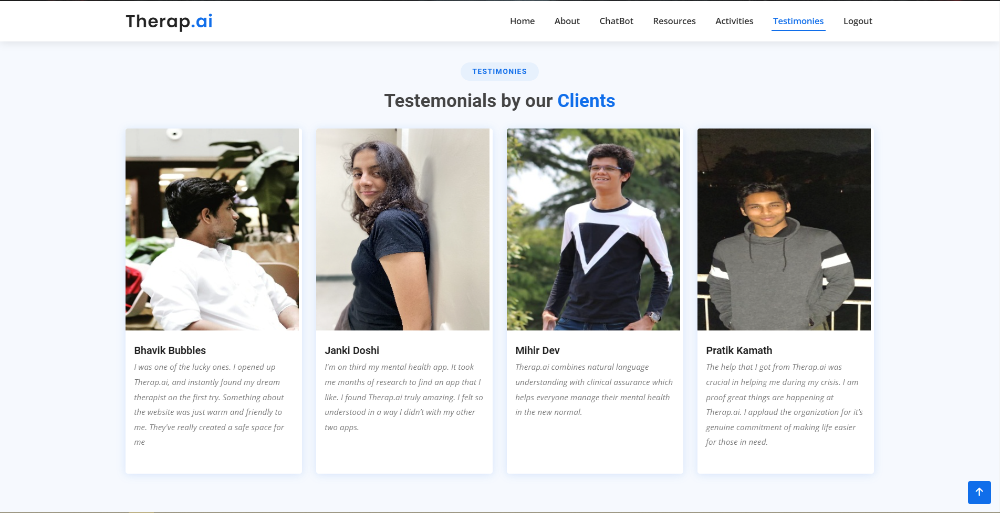 Therap.ai
Home About ChatBot Resources Activities Testimonies Logout
TESTIMONIES
Testemonials by our Clients
Bhavik Bubbles
I was one of the lucky ones. I opened up
Therap.ai, and instantly found my dream
therapist on the first try. Something about
the website was just warm and friendly to
me. They've really created a safe space for
me
Janki Doshi
I'm on third my mental health app. It took
me months of research to find an app that I
like. I found Therap.ai truly amazing. I felt so
understood in a way I didn’t with my other
two apps.
Mihir Dev
Therap.ai combines natural language
understanding with clinical assurance which
helps everyone manage their mental health
in the new normal.
Pratik Kamath
The help that I got from Therap.ai was
crucial in helping me during my crisis. I am
proof great things are happening at
Therap.ai. I applaud the organization for it’s
genuine commitment of making life easier
for those in need.